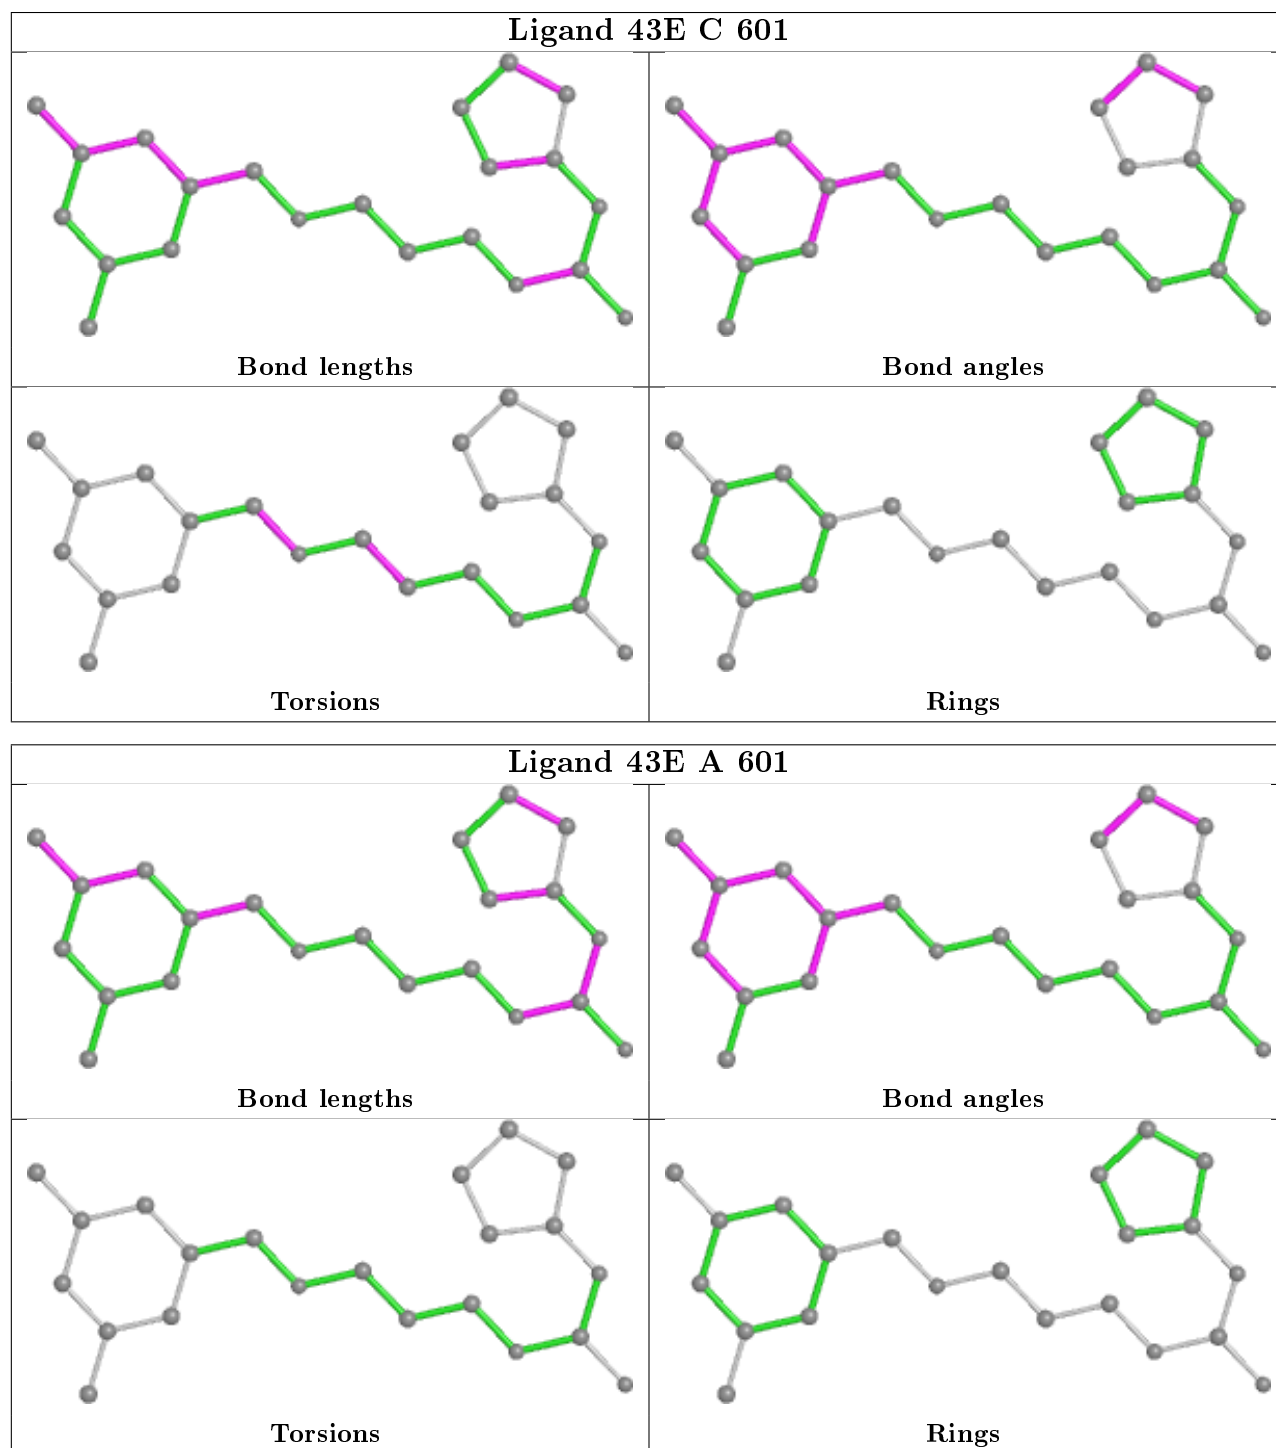 Ligand 43E C 601
Bond lengths
Bond angles
Torsions
Rings
Ligand 43E A 601
Bond lengths
Bond angles
Torsions
Rings